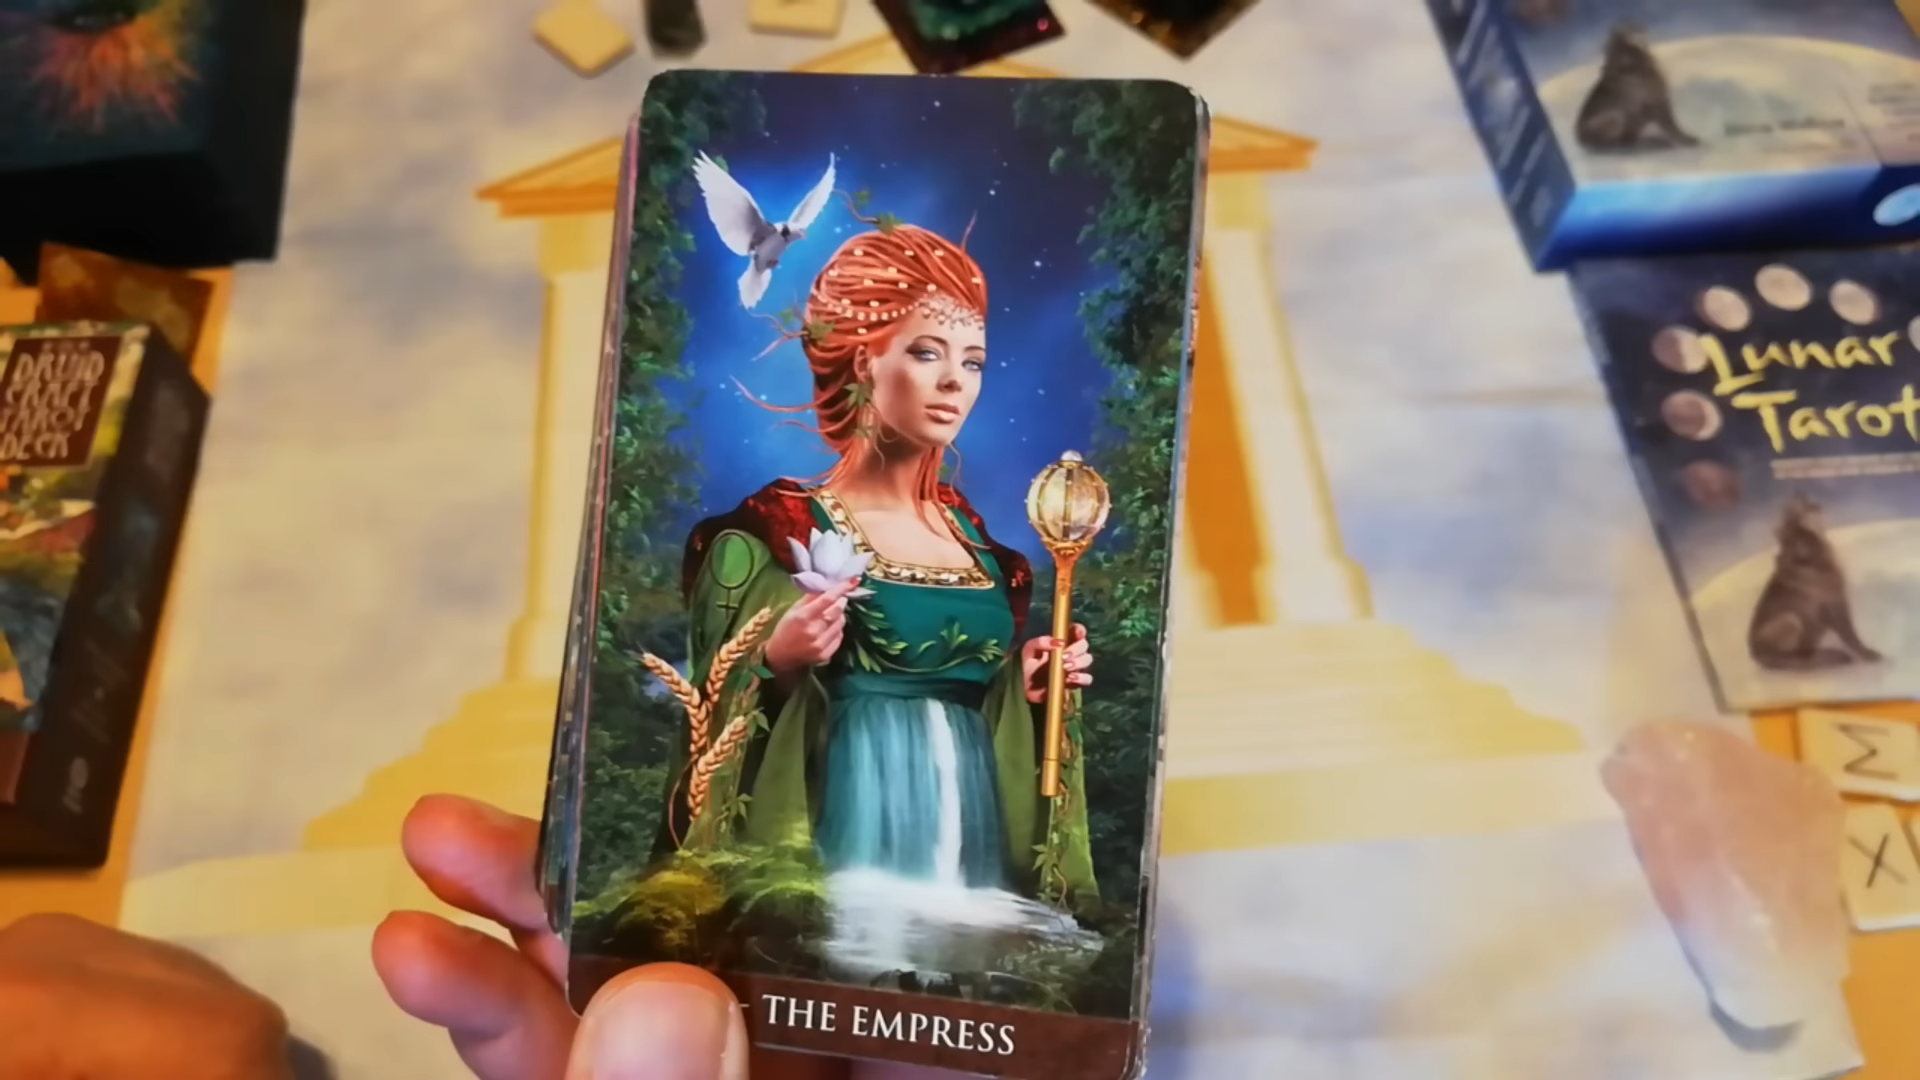 DRUID
CRAFT
TAROT
DECK
Lunar
Tarot
THE EMPRESS
Σ
X